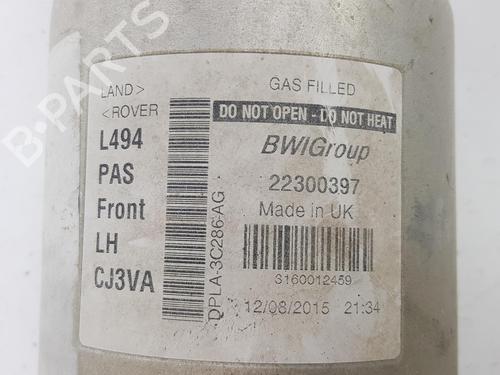 LAND>
<ROVER
L494
PAS
Front
LH
CJ3VA
DPLA-3C286-AG
GAS FILLED
DO NOT OPEN - DO NOT HEAT
BWIGroup
22300397
Made in UK
3160012459
12/08/2015 21:34
B-PARTS